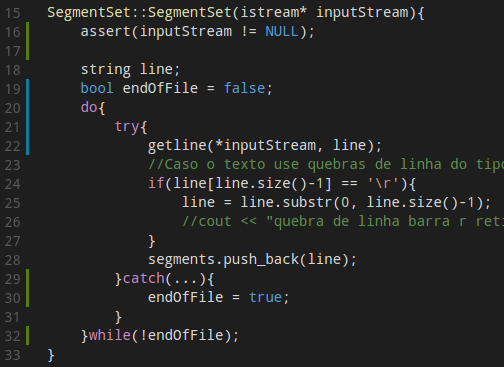 15 SegmentSet::SegmentSet(istream* inputStream){
16     assert(inputStream != NULL);
17
18     string line;
19     bool endOfFile = false;
20     do{
21         try{
22             getline(*inputStream, line);
23             //Caso o texto use quebras de linha do tipo
24             if(line[line.size()-1] == '\r'){
25                 line = line.substr(0, line.size()-1);
26                 //cout << "quebra de linha barra r reti
27             }
28             segments.push_back(line);
29         }catch(...){
30             endOfFile = true;
31         }
32     }while(!endOfFile);
33 }